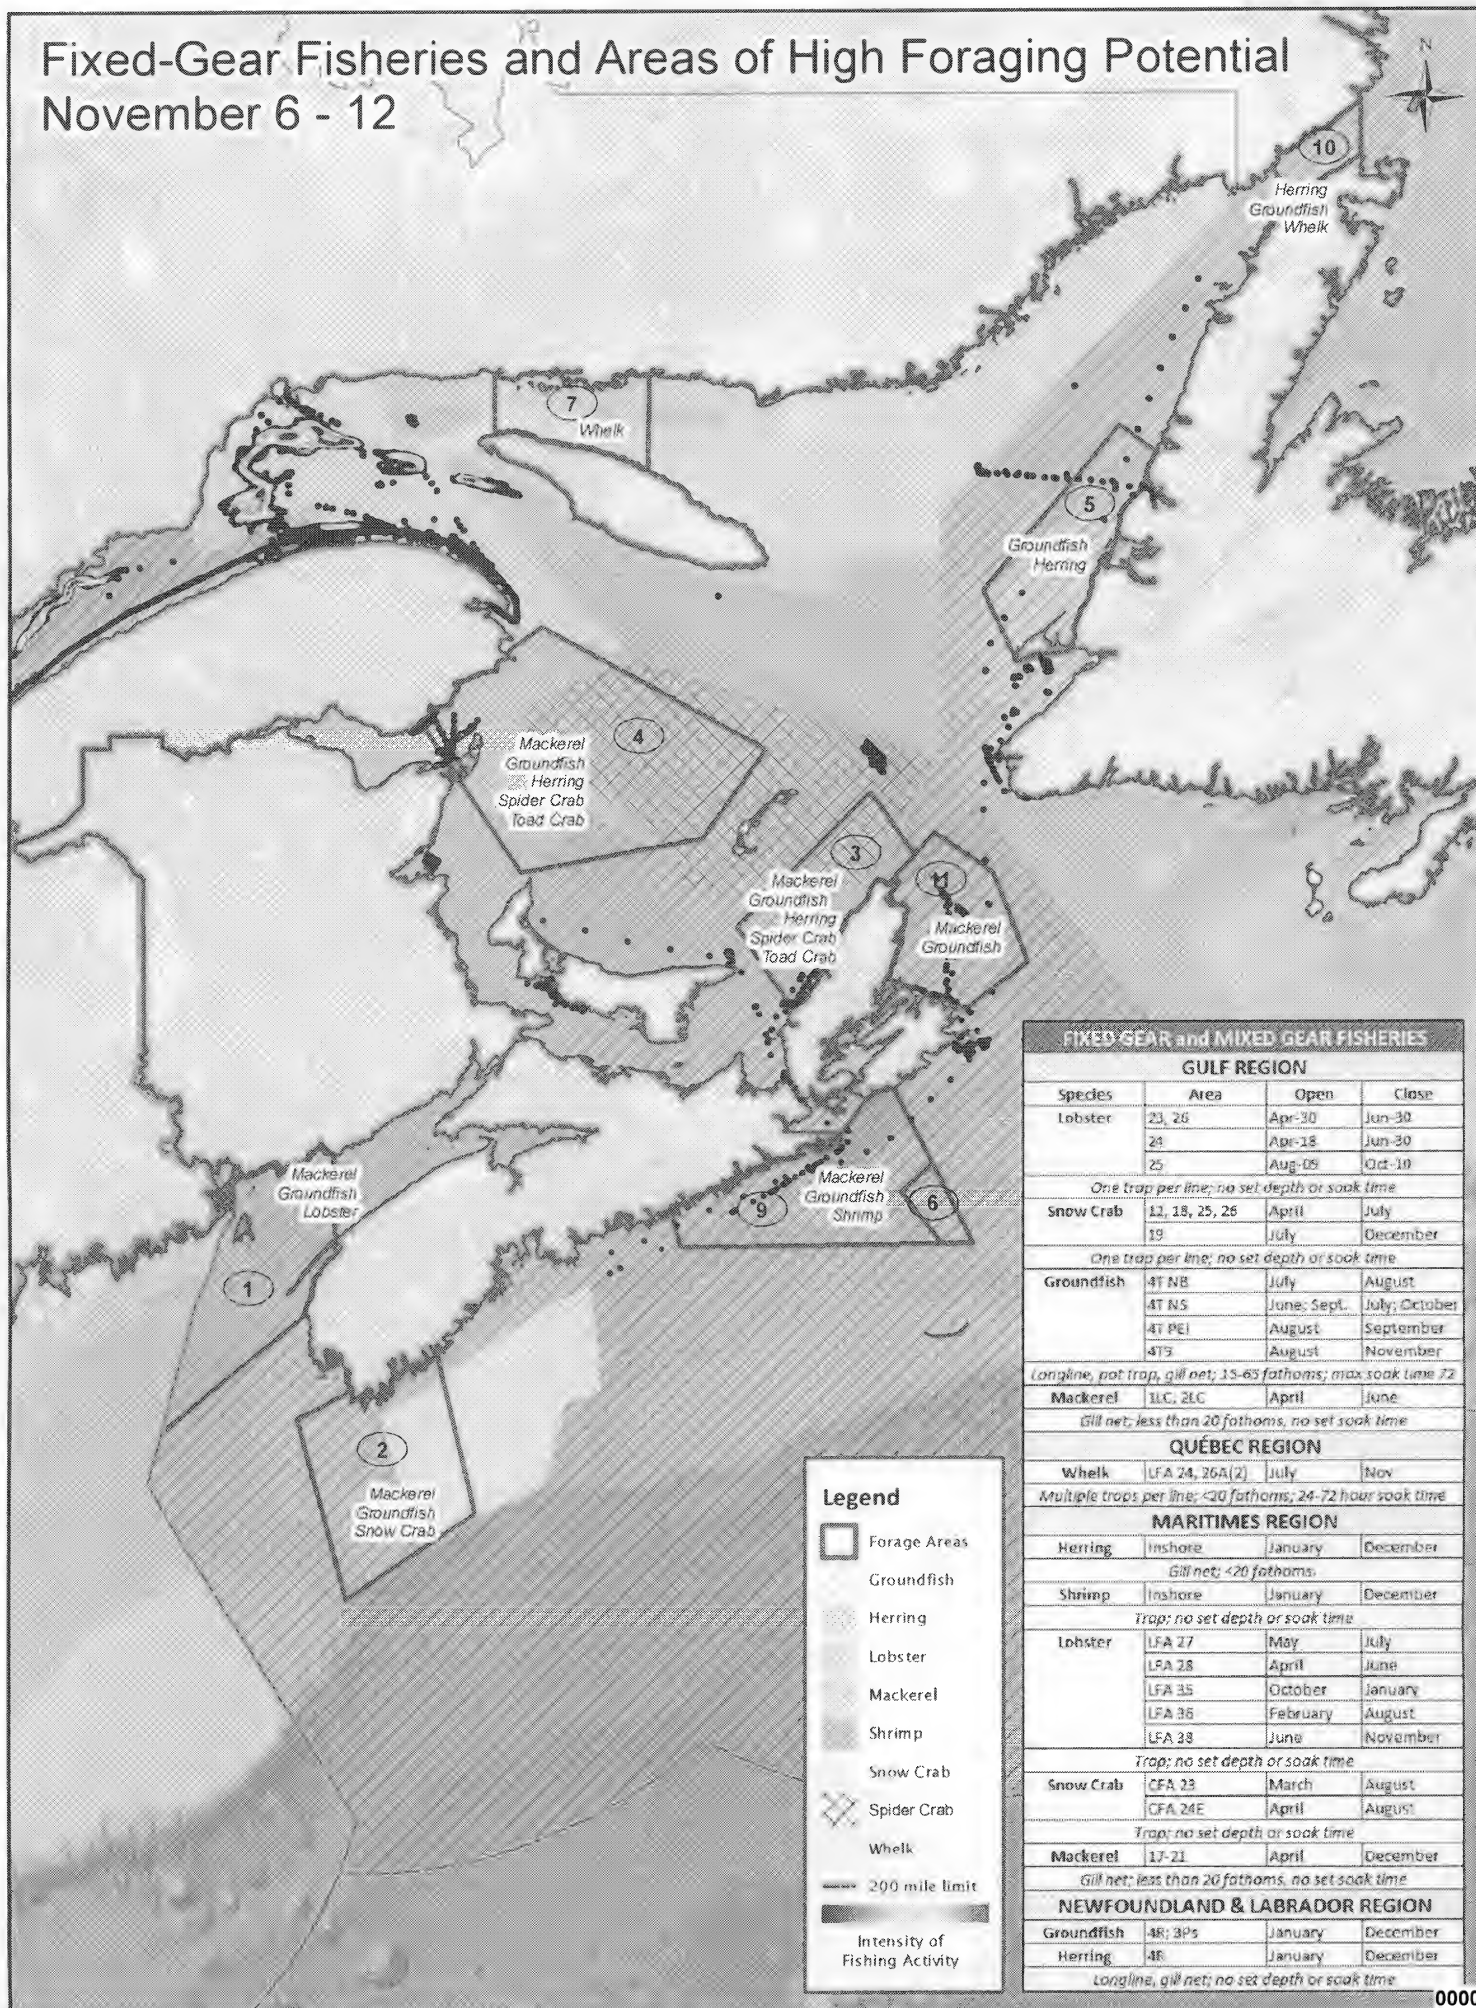 Fixed-Gear Fisheries and Areas of High Foraging Potential
November 6 - 12
N
10
Herring
Groundfish
Whelk
7
Whelk
5
Groundfish
Herring
4
Mackerel
Groundfish
Herring
Spider Crab
Toad Crab
3
Mackerel
Groundfish
Herring
Spider Crab
Toad Crab
11
Mackerel
Groundfish
Mackerel
Groundfish
Lobster
1
9
Mackerel
Groundfish
Shrimp
6
2
Mackerel
Groundfish
Snow Crab
Legend
Forage Areas
Groundfish
Herring
Lobster
Mackerel
Shrimp
Snow Crab
Spider Crab
Whelk
200 mile limit
Intensity of
Fishing Activity
FIXED GEAR and MIXED GEAR FISHERIES
GULF REGION
Species Area Open Close
Lobster 23, 26 Apr-30 Jun-30
24 Apr-18 Jun-30
25 Aug-09 Oct-10
One trap per line; no set depth or soak time
Snow Crab 12, 18, 25, 26 April July
19 July December
One trap per line; no set depth or soak time
Groundfish 4T NB July August
4T NS June; Sept. July; October
4T PEI August September
4T9 August November
Longline, pot trap, gill net; 15-65 fathoms; max soak time 72
Mackerel 1LC, 2LC April June
Gill net; less than 20 fathoms, no set soak time
QUÉBEC REGION
Whelk LFA 24, 26A(2) July Nov
Multiple traps per line; <20 fathoms; 24-72 hour soak time
MARITIMES REGION
Herring Inshore January December
Gill net; <20 fathoms.
Shrimp Inshore January December
Trap; no set depth or soak time
Lobster LFA 27 May July
LFA 28 April June
LFA 35 October January
LFA 36 February August
LFA 38 June November
Trap; no set depth or soak time
Snow Crab CFA 23 March August
CFA 24E April August
Trap; no set depth or soak time
Mackerel 17-21 April December
Gill net; less than 20 fathoms, no set soak time
NEWFOUNDLAND & LABRADOR REGION
Groundfish 4R; 3Ps January December
Herring 4R January December
Longline, gill net; no set depth or soak time
0000